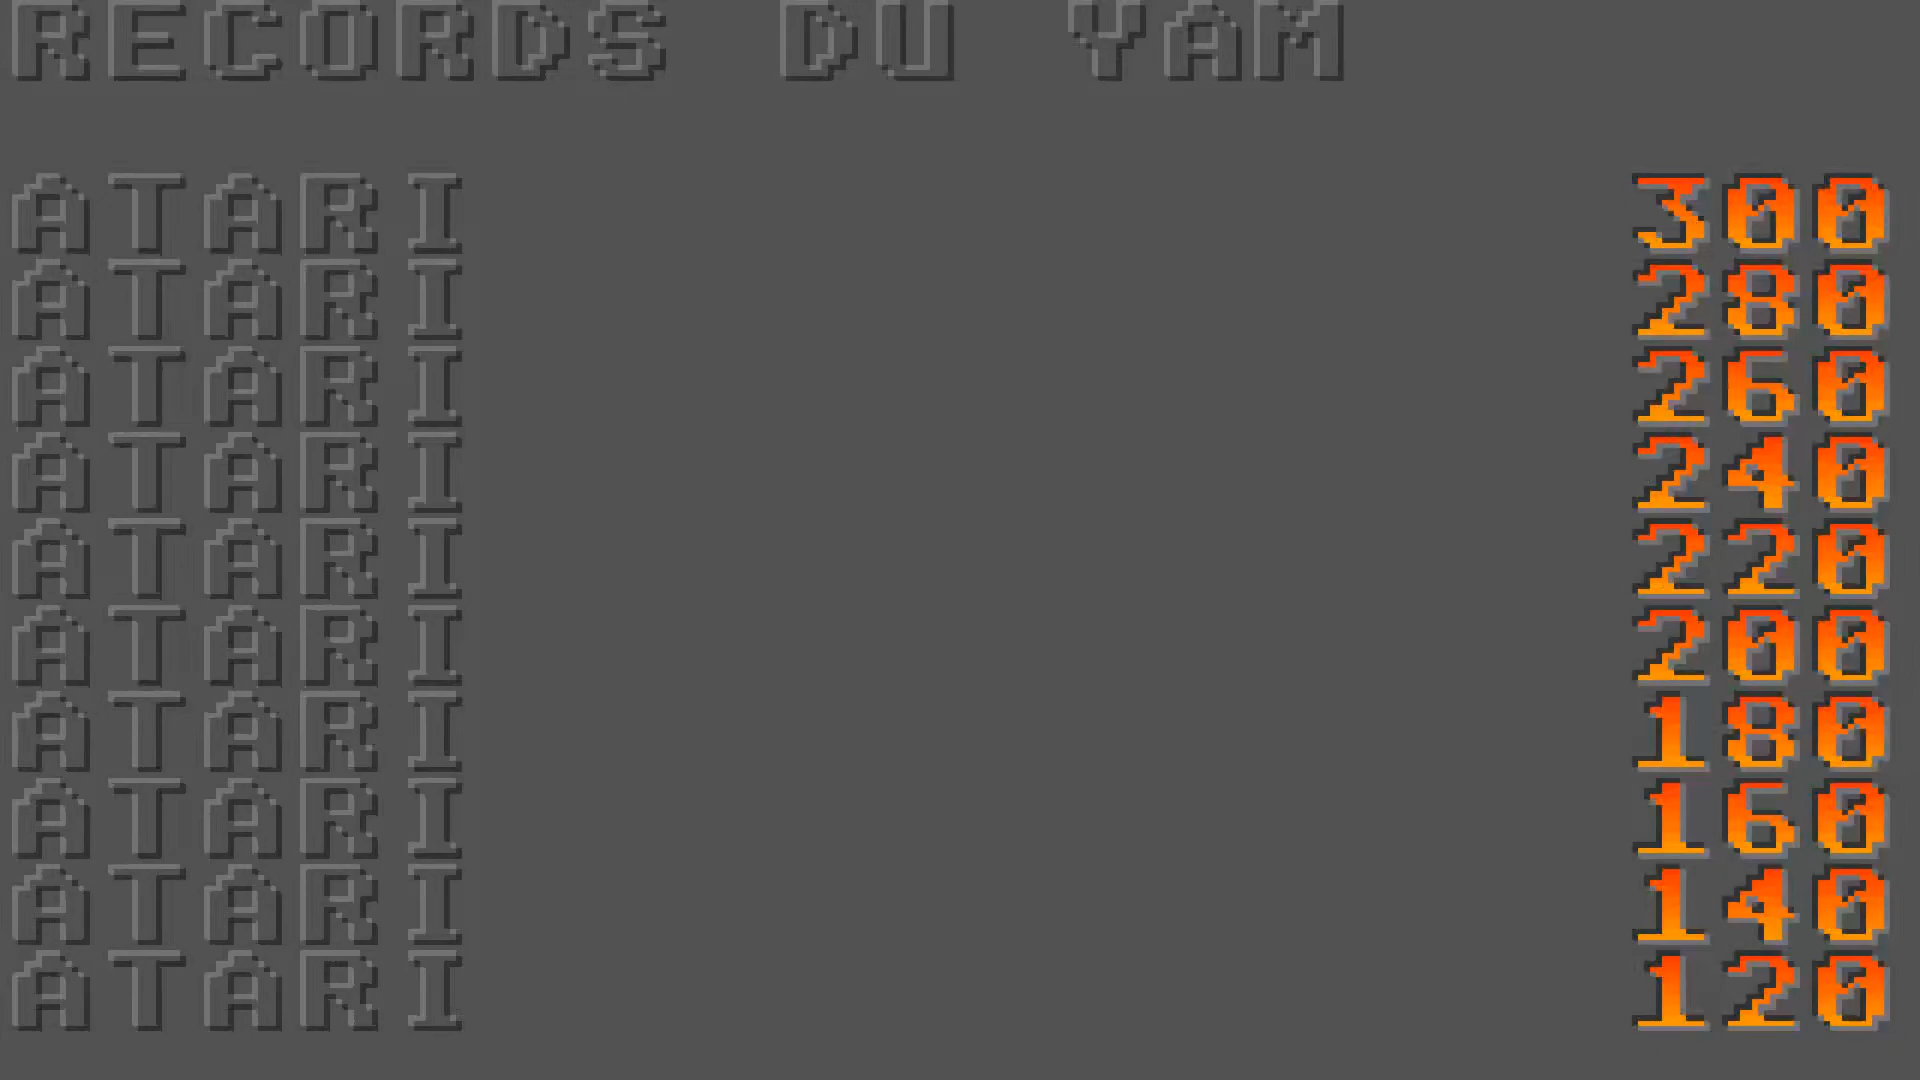 RECORDS DU YAM
ATARI 300
ATARI 280
ATARI 260
ATARI 240
ATARI 220
ATARI 200
ATARI 180
ATARI 160
ATARI 140
ATARI 120